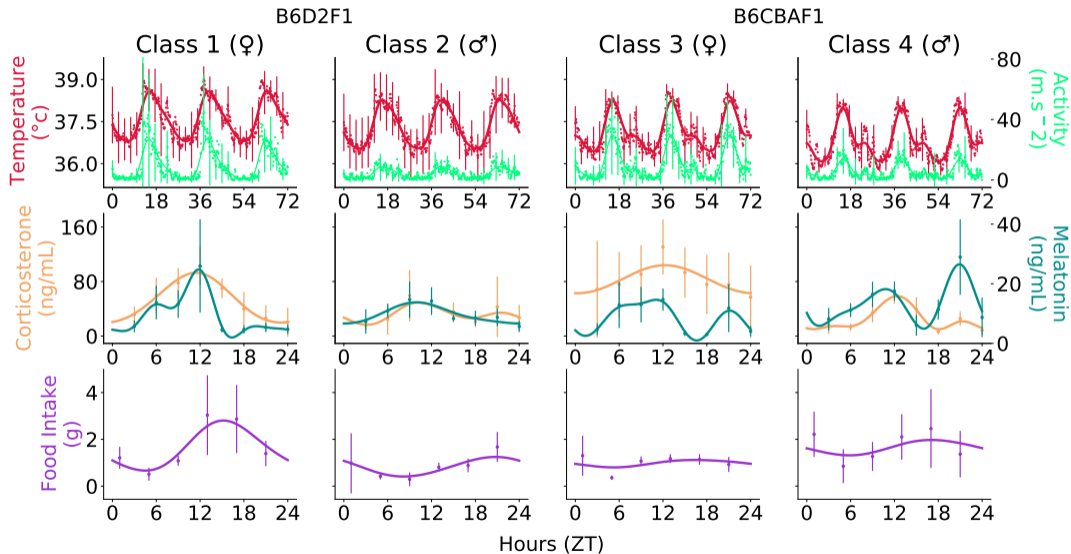 B6D2F1 B6CBAF1
Class 1 (♀) Class 2 (♂) Class 3 (♀) Class 4 (♂)
Temperature
(°c)
39.0
37.5
36.0
80
40
0
Activity
(m.s⁻2)
0 18 36 54 72 0 18 36 54 72 0 18 36 54 72 0 18 36 54 72
Corticosterone
(ng/mL)
160
80
0
40
20
0
Melatonin
(ng/mL)
0 6 12 18 24 0 6 12 18 24 0 6 12 18 24 0 6 12 18 24
Food Intake
(g)
4
2
0
0 6 12 18 24 0 6 12 18 24 0 6 12 18 24 0 6 12 18 24
Hours (ZT)